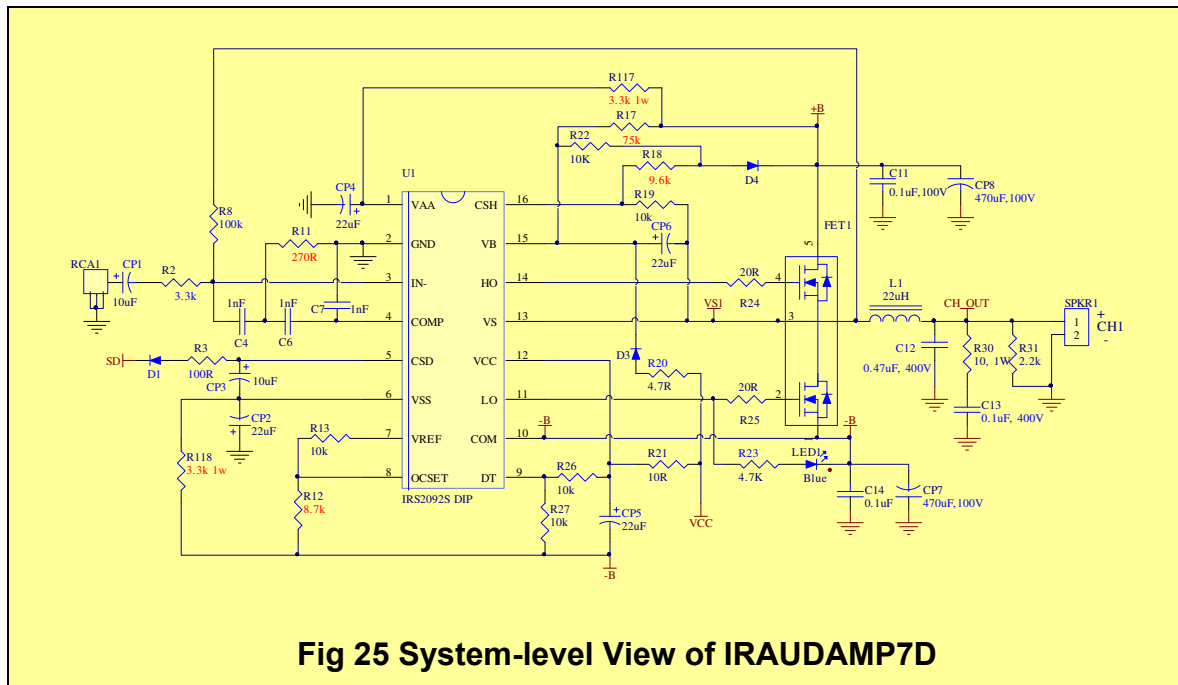 R117
3.3k 1w
+B
R17
75k
R22
10K
R18
9.6k
D4
C11
0.1uF,100V
CP8
470uF,100V
U1
CP4
22uF
1
VAA
CSH
16
R19
10k
FET1
R8
100k
R11
270R
2
GND
VB
15
CP6
22uF
5
RCA1
CP1
10uF
R2
3.3k
3
IN-
HO
14
20R
R24
4
L1
22uH
1nF
C4
1nF
C6
C7
1nF
4
COMP
VS
13
VS1
3
CH_OUT
SPKR1
1
2
+
CH1
-
SD
D1
R3
100R
5
CSD
VCC
12
D3
R20
4.7R
C12
0.47uF, 400V
R30
10, 1W
R31
2.2k
CP3
10uF
6
VSS
LO
11
20R
R25
2
C13
0.1uF, 400V
CP2
22uF
R13
10k
7
VREF
COM
10
-B
1
-B
R118
3.3k 1w
8
OCSET
DT
9
R26
10k
R21
10R
R23
4.7K
LED1
Blue
R12
8.7k
IRS2092S DIP
R27
10k
CP5
22uF
VCC
C14
0.1uF
CP7
470uF,100V
-B
Fig 25 System-level View of IRAUDAMP7D